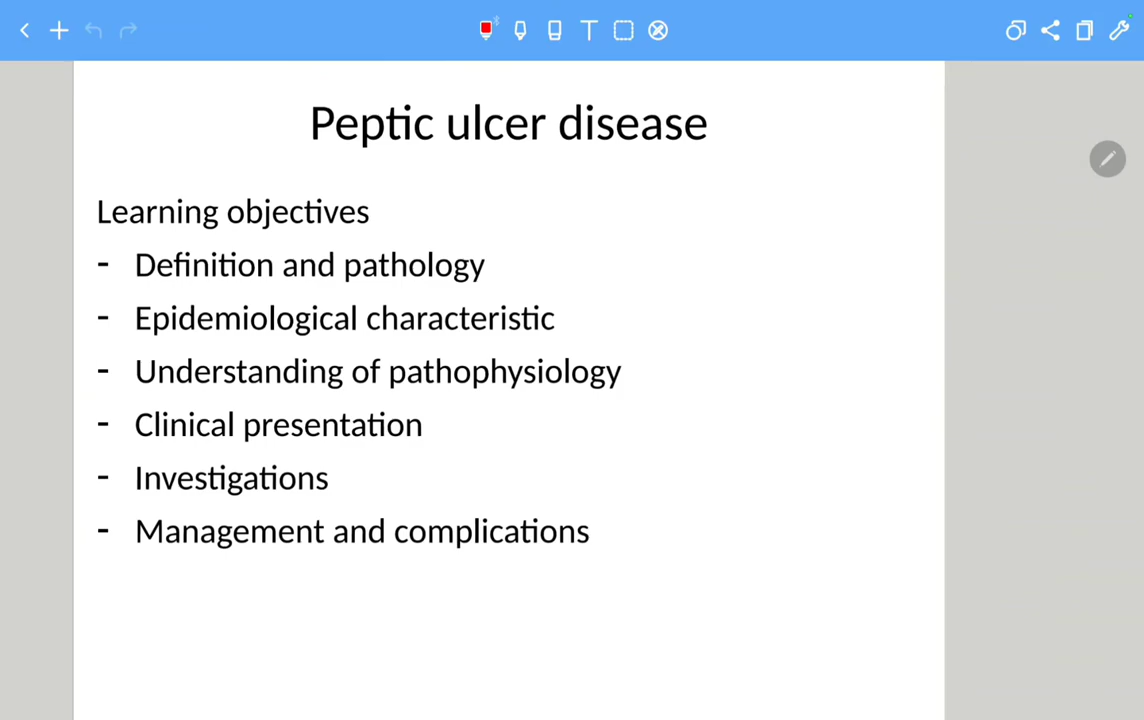 Peptic ulcer disease
Learning objectives
- Definition and pathology
- Epidemiological characteristic
- Understanding of pathophysiology
- Clinical presentation
- Investigations
- Management and complications